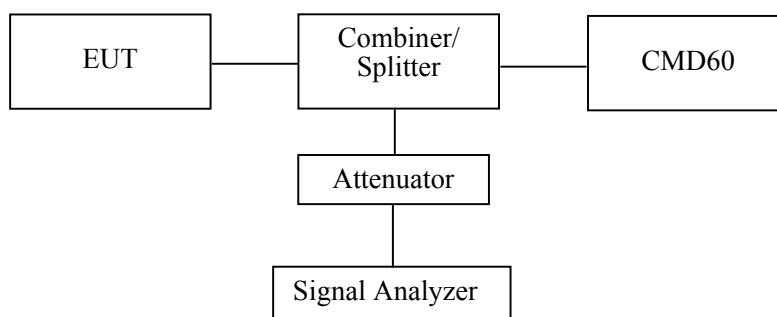 EUT
Combiner/
Splitter
CMD60
Attenuator
Signal Analyzer